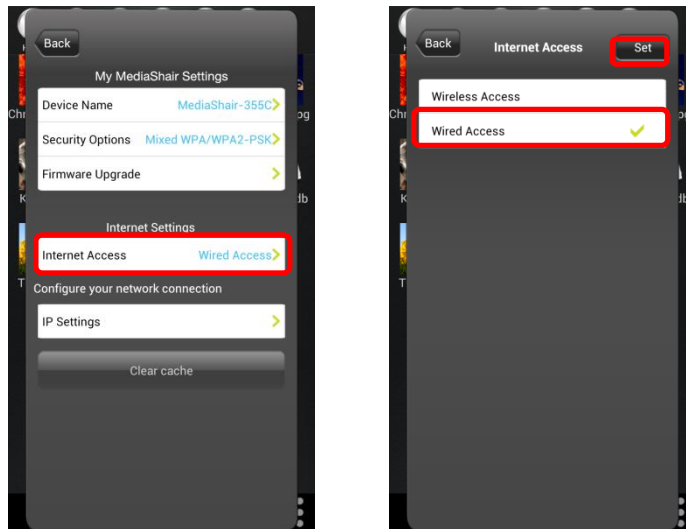 Back
My MediaShair Settings
Device Name MediaShair-355C
Security Options Mixed WPA/WPA2-PSK
Firmware Upgrade
Internet Settings
Internet Access Wired Access
Configure your network connection
IP Settings
Clear cache
Back Internet Access Set
Wireless Access
Wired Access